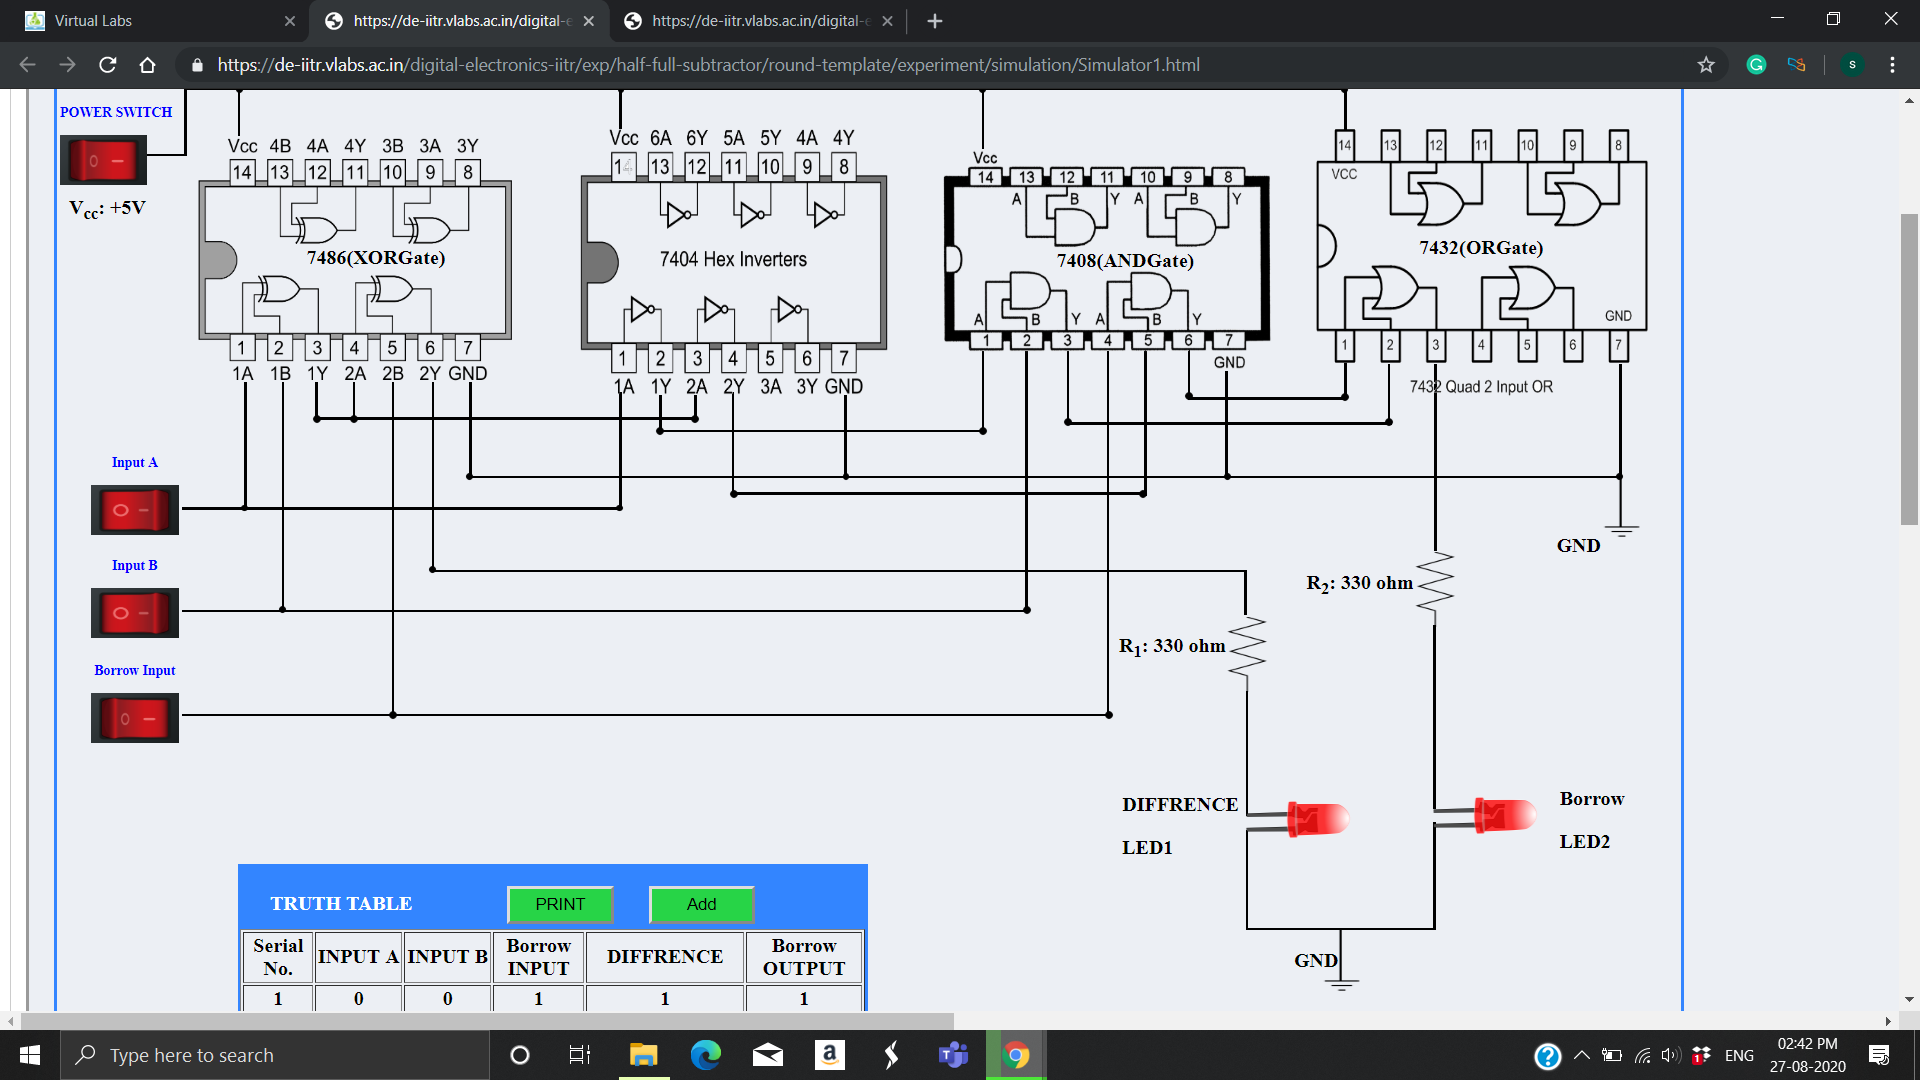 Virtual Labs
https://de-iitr.vlabs.ac.in/digital-e
https://de-iitr.vlabs.ac.in/digital-e
https://de-iitr.vlabs.ac.in/digital-electronics-iitr/exp/half-full-subtractor/round-template/experiment/simulation/Simulator1.html
S
POWER SWITCH
Vcc: +5V
Vcc 4B 4A 4Y 3B 3A 3Y
14 13 12 11 10 9 8
7486(XORGate)
1 2 3 4 5 6 7
1A 1B 1Y 2A 2B 2Y GND
Vcc 6A 6Y 5A 5Y 4A 4Y
14 13 12 11 10 9 8
7404 Hex Inverters
1 2 3 4 5 6 7
1A 1Y 2A 2Y 3A 3Y GND
Vcc
14 13 12 11 10 9 8
A B Y A B Y
7408(ANDGate)
A B Y A B Y
1 2 3 4 5 6 7
GND
14 13 12 11 10 9 8
VCC
7432(ORGate)
GND
1 2 3 4 5 6 7
7432 Quad 2 Input OR
Input A
Input B
Borrow Input
GND
R2: 330 ohm
R1: 330 ohm
DIFFRENCE
LED1
Borrow
LED2
GND
TRUTH TABLE PRINT Add
Serial No. INPUT A INPUT B Borrow INPUT DIFFRENCE Borrow OUTPUT
1 0 0 1 1 1
Type here to search
ENG
02:42 PM
27-08-2020